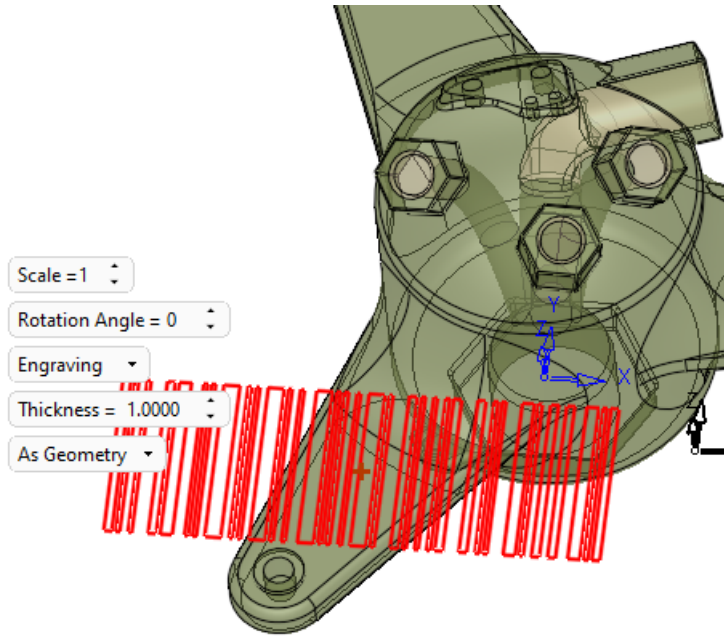 Scale =1
Rotation Angle = 0
Engraving
Thickness = 1.0000
As Geometry
Y
Z
X
Z